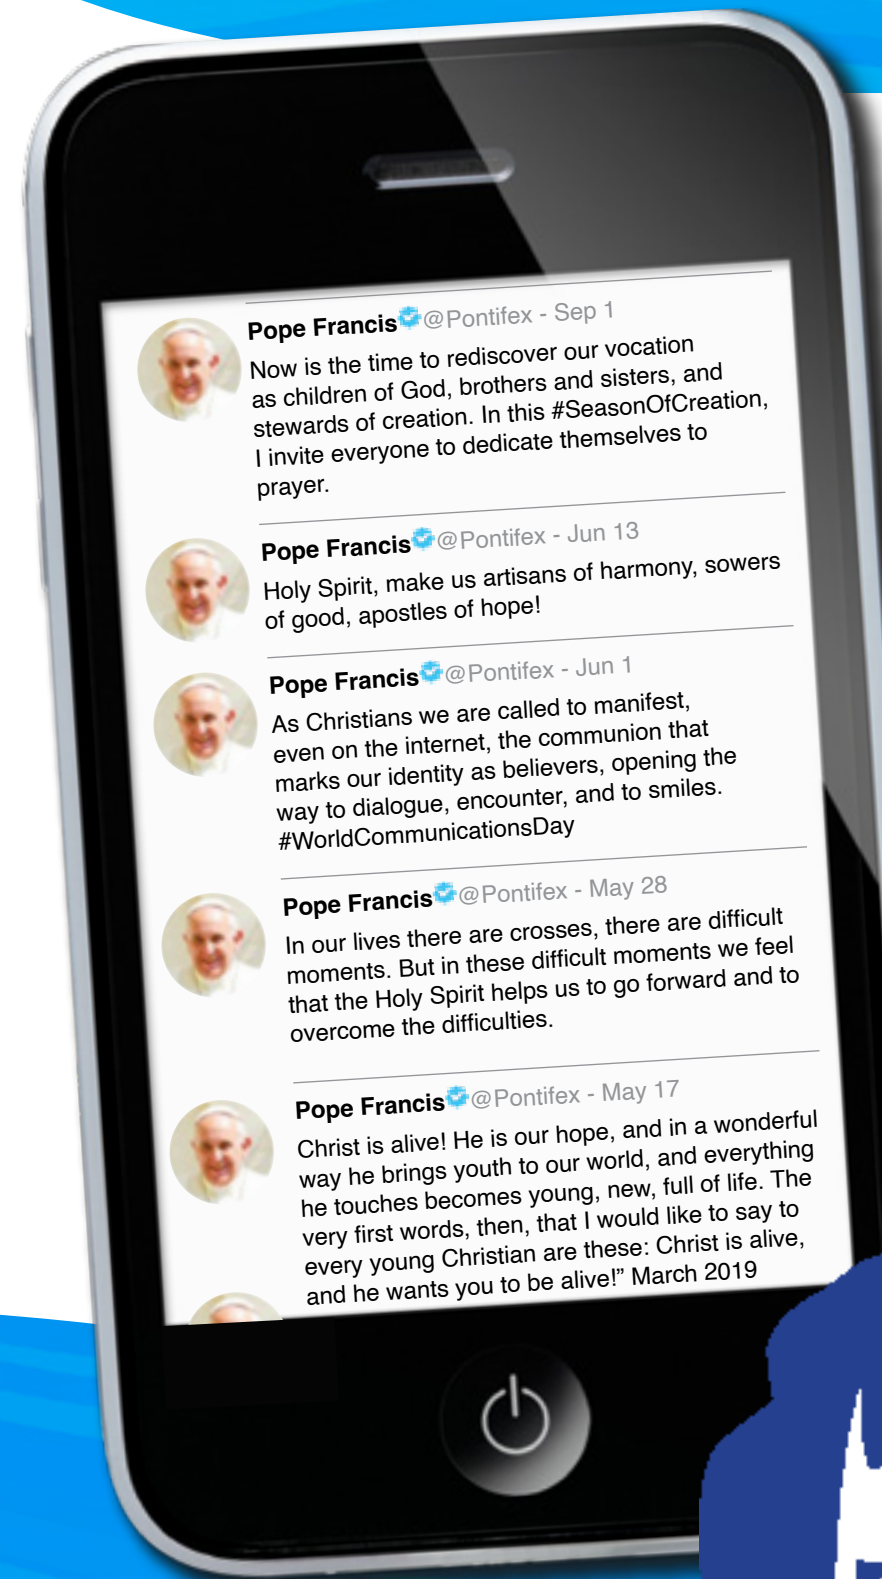 Pope Francis @Pontifex - Sep 1
Now is the time to rediscover our vocation
as children of God, brothers and sisters, and
stewards of creation. In this #SeasonOfCreation,
I invite everyone to dedicate themselves to
prayer.
Pope Francis @Pontifex - Jun 13
Holy Spirit, make us artisans of harmony, sowers
of good, apostles of hope!
Pope Francis @Pontifex - Jun 1
As Christians we are called to manifest,
even on the internet, the communion that
marks our identity as believers, opening the
way to dialogue, encounter, and to smiles.
#WorldCommunicationsDay
Pope Francis @Pontifex - May 28
In our lives there are crosses, there are difficult
moments. But in these difficult moments we feel
that the Holy Spirit helps us to go forward and to
overcome the difficulties.
Pope Francis @Pontifex - May 17
Christ is alive! He is our hope, and in a wonderful
way he brings youth to our world, and everything
he touches becomes young, new, full of life. The
very first words, then, that I would like to say to
every young Christian are these: Christ is alive,
and he wants you to be alive!” March 2019